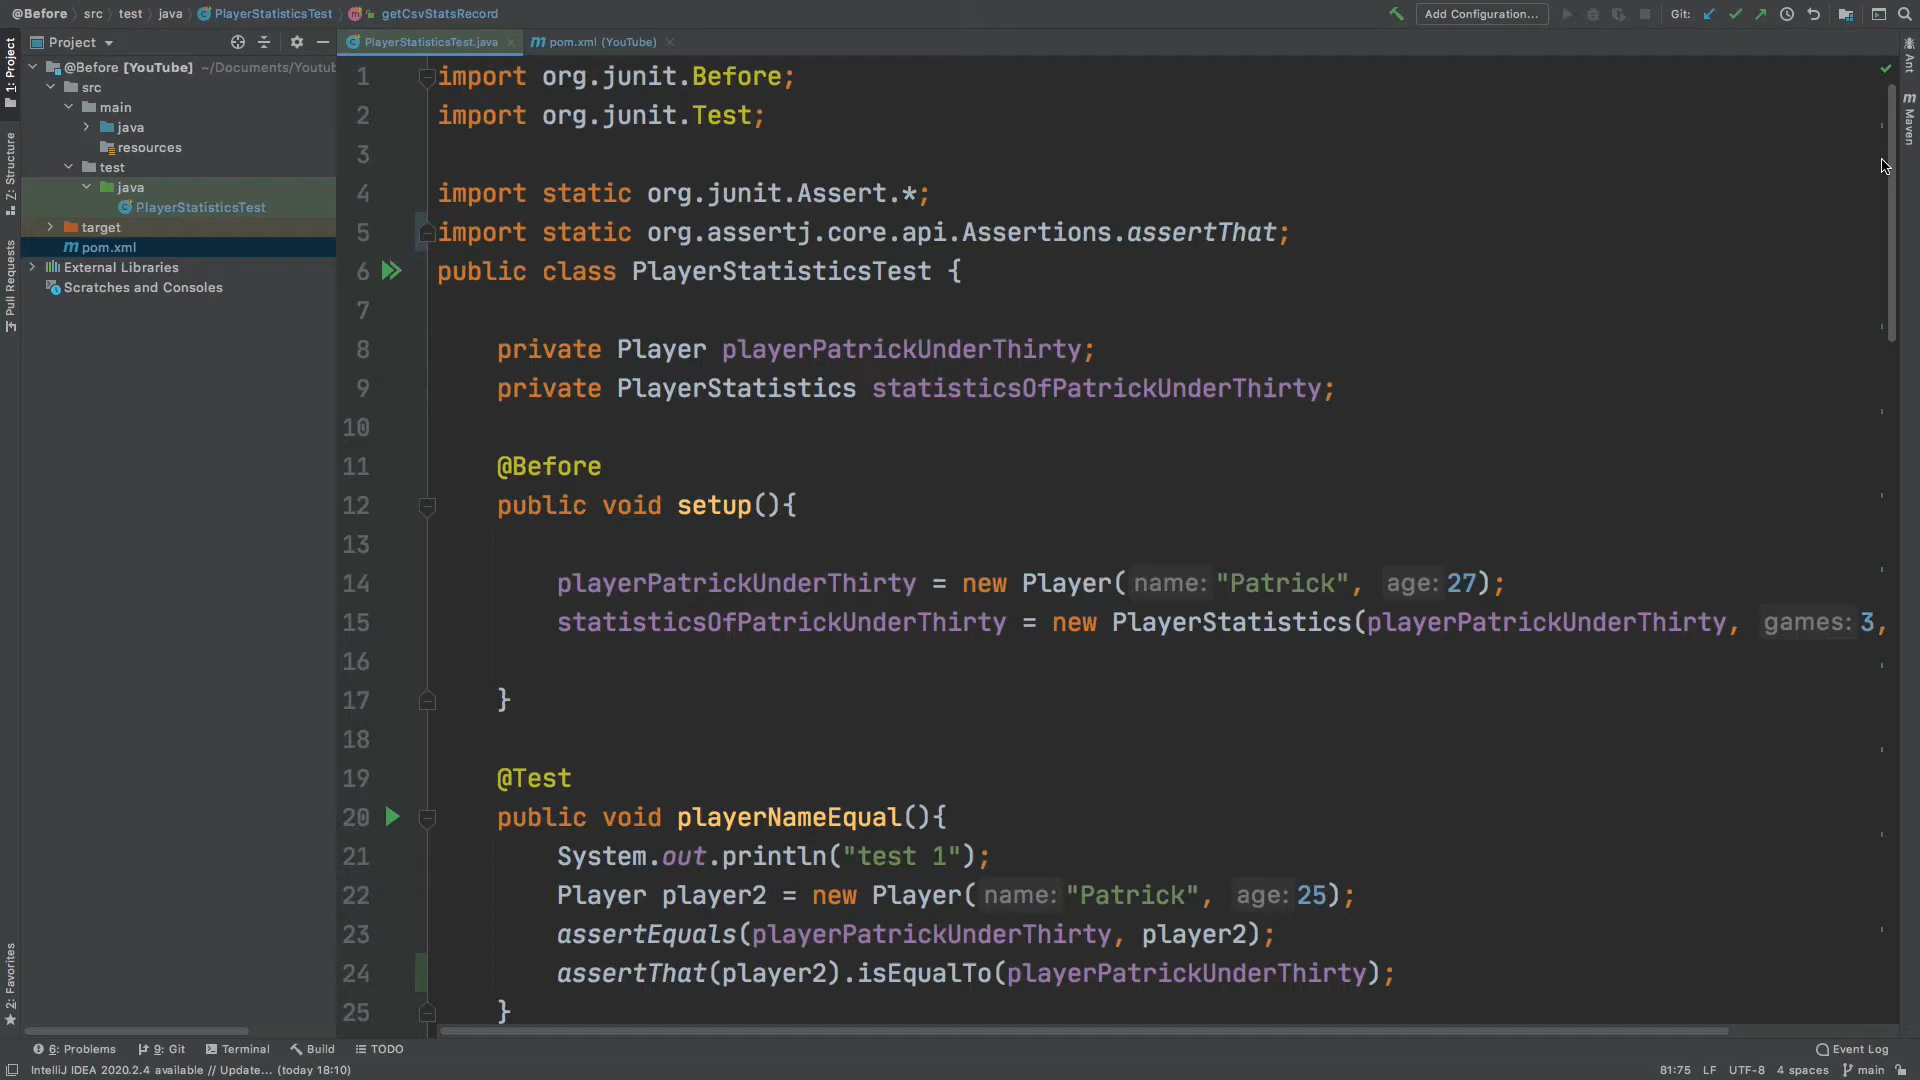 @Before › src › test › java › PlayerStatisticsTest › getCsvStatsRecord
Add Configuration...
Git:
1: Project
Z: Structure
Pull Requests
2: Favorites
Project
@Before [YouTube] ~/Documents/Youtub
src
main
java
resources
test
java
PlayerStatisticsTest
target
pom.xml
External Libraries
Scratches and Consoles
PlayerStatisticsTest.java
pom.xml (YouTube)
1 import org.junit.Before;
2 import org.junit.Test;
3
4 import static org.junit.Assert.*;
5 import static org.assertj.core.api.Assertions.assertThat;
6 public class PlayerStatisticsTest {
7
8 private Player playerPatrickUnderThirty;
9 private PlayerStatistics statisticsOfPatrickUnderThirty;
10
11 @Before
12 public void setup(){
13
14 playerPatrickUnderThirty = new Player( name: "Patrick", age: 27);
15 statisticsOfPatrickUnderThirty = new PlayerStatistics(playerPatrickUnderThirty, games: 3,
16
17 }
18
19 @Test
20 public void playerNameEqual(){
21 System.out.println("test 1");
22 Player player2 = new Player( name: "Patrick", age: 25);
23 assertEquals(playerPatrickUnderThirty, player2);
24 assertThat(player2).isEqualTo(playerPatrickUnderThirty);
25 }
Ant
m Maven
6: Problems
9: Git
Terminal
Build
TODO
Event Log
IntelliJ IDEA 2020.2.4 available // Update... (today 18:10)
81:75 LF UTF-8 4 spaces main